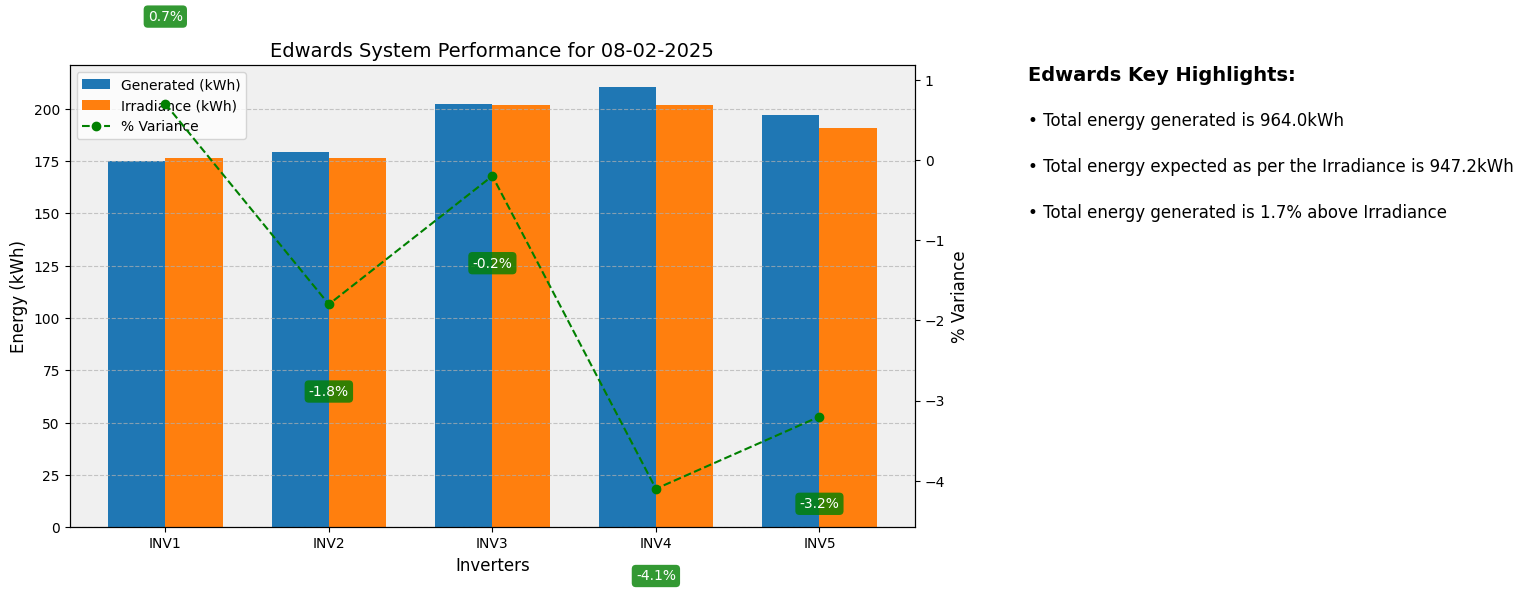 0.7%
Edwards System Performance for 08-02-2025
Generated (kWh)
Irradiance (kWh)
% Variance
Energy (kWh)
200
175
150
125
100
75
50
25
0
1
0
−1
−2
−3
−4
% Variance
-1.8%
-0.2%
-4.1%
-3.2%
INV1
INV2
INV3
INV4
INV5
Inverters
Edwards Key Highlights:
• Total energy generated is 964.0kWh
• Total energy expected as per the Irradiance is 947.2kWh
• Total energy generated is 1.7% above Irradiance